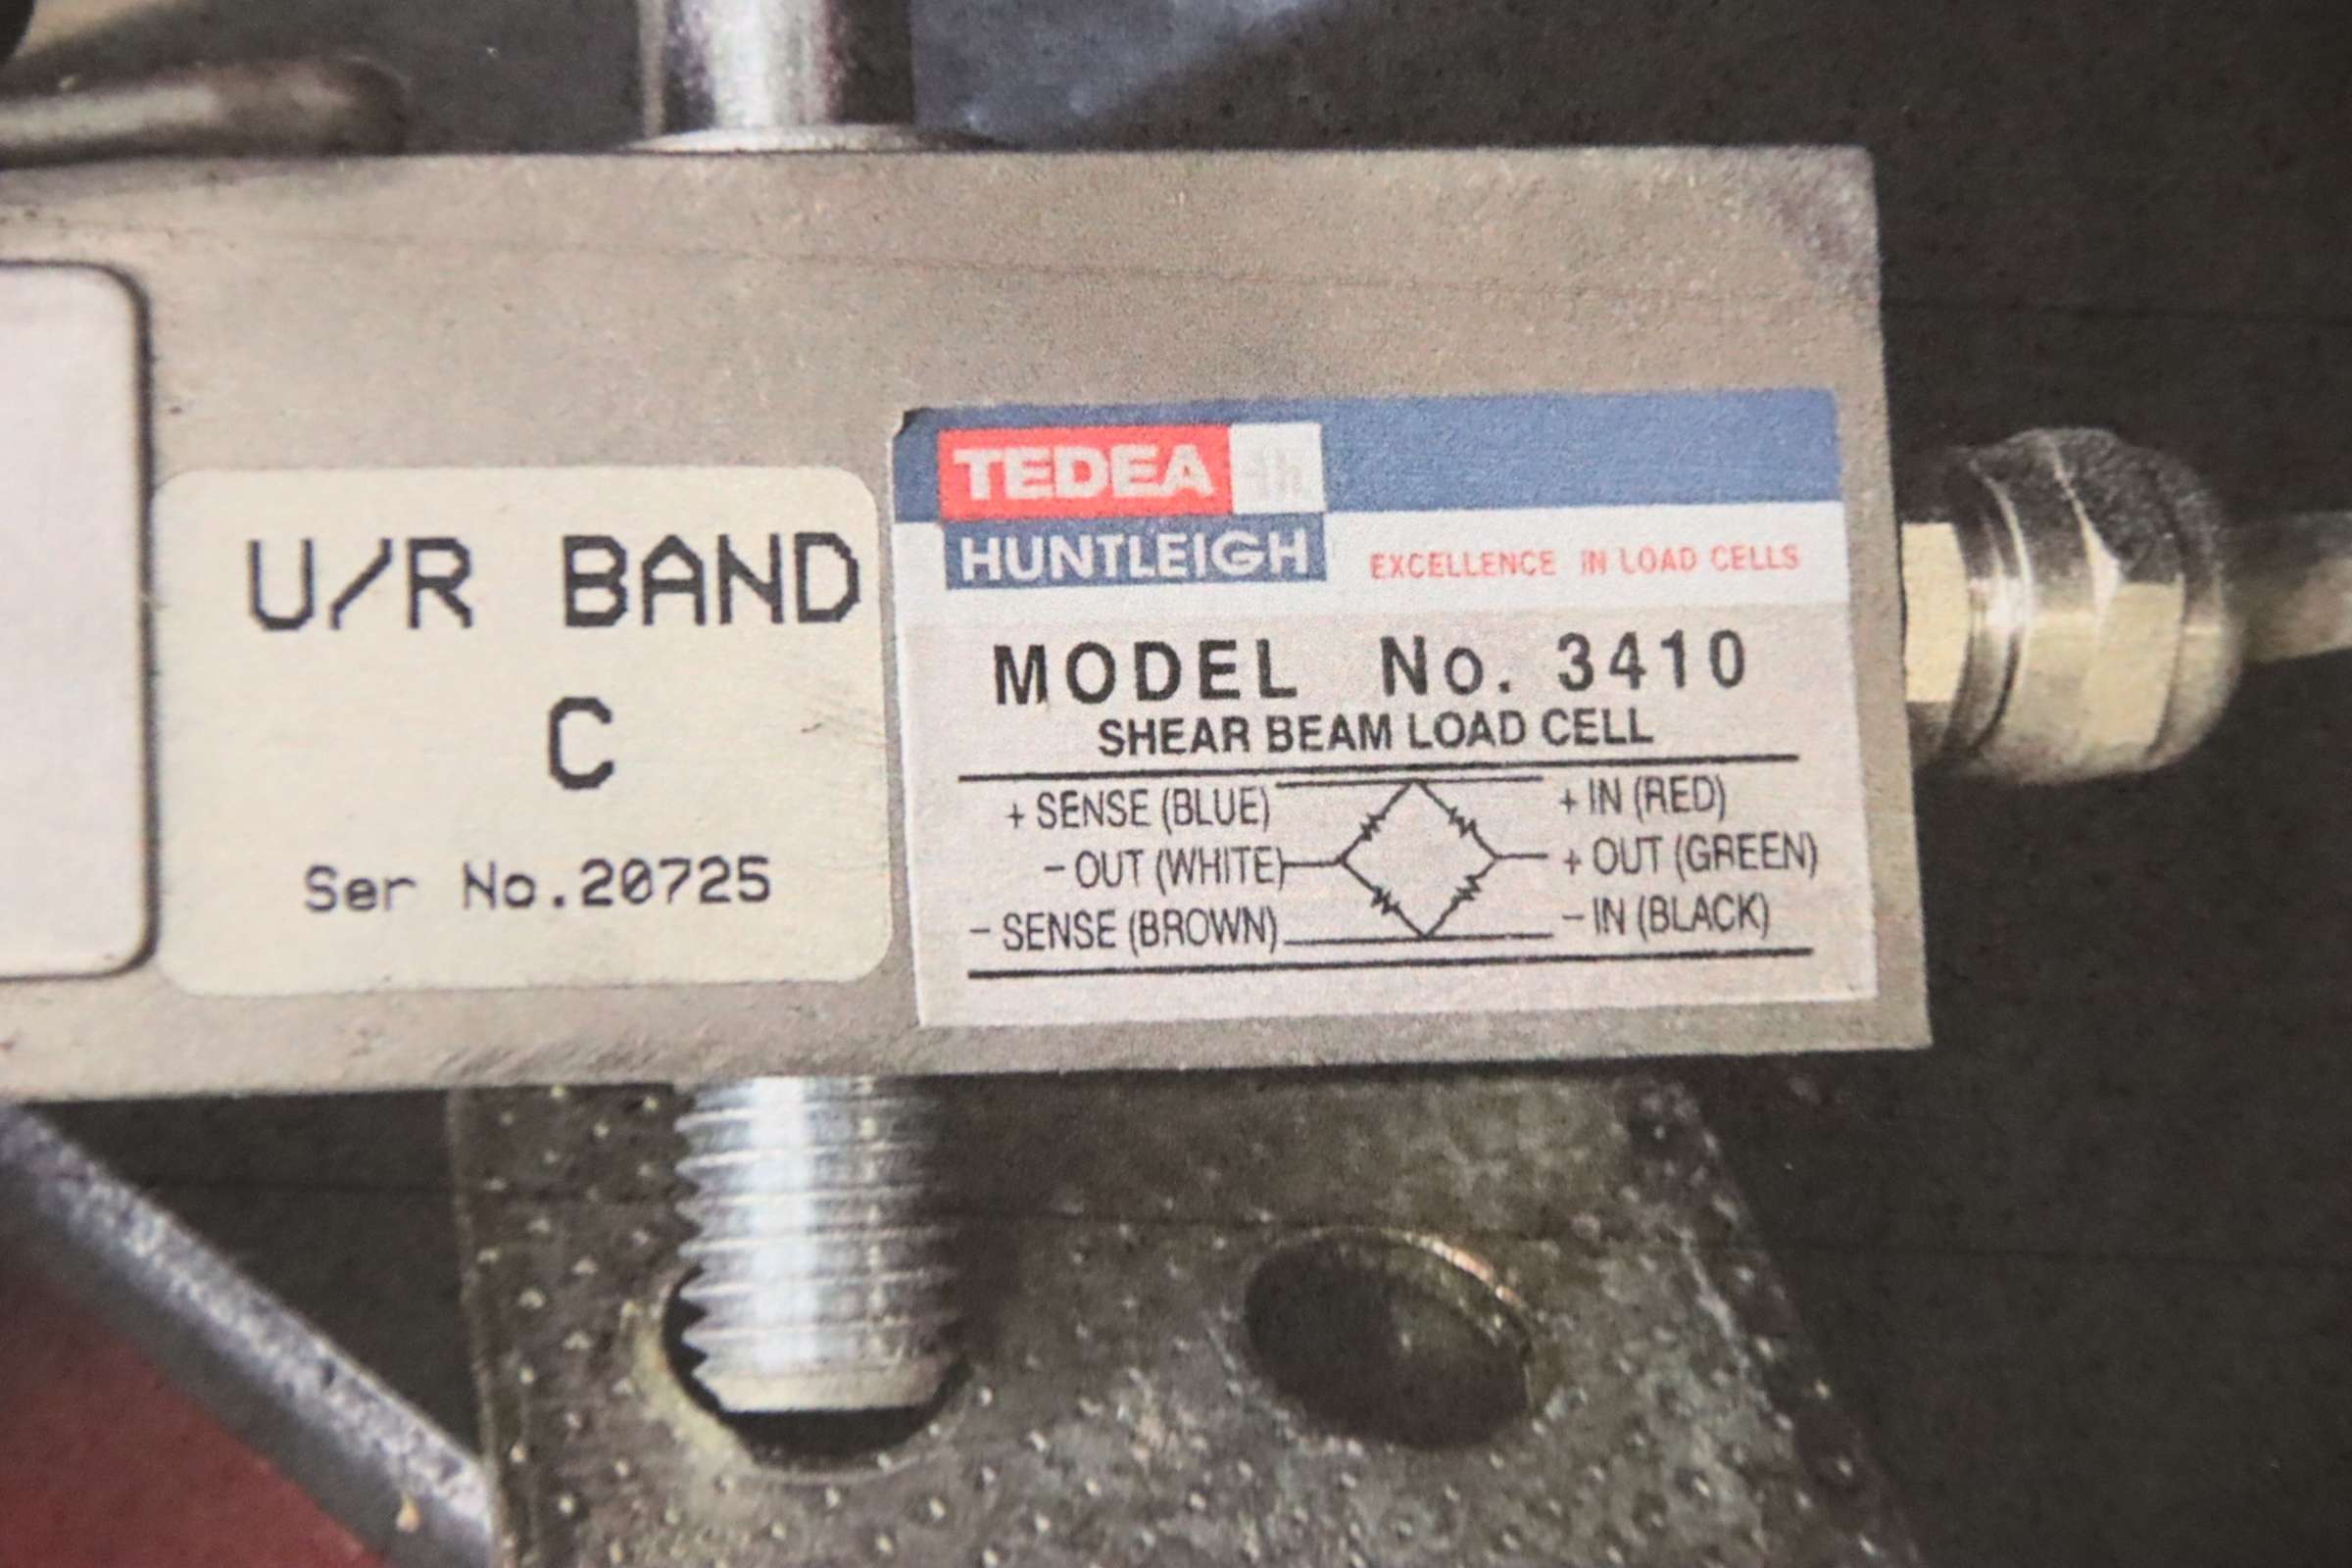 U/R BAND
C
Ser No.20725
TEDEA
HUNTLEIGH
EXCELLENCE IN LOAD CELLS
MODEL No. 3410
SHEAR BEAM LOAD CELL
+ SENSE (BLUE) + IN (RED)
- OUT (WHITE) + OUT (GREEN)
- SENSE (BROWN) - IN (BLACK)